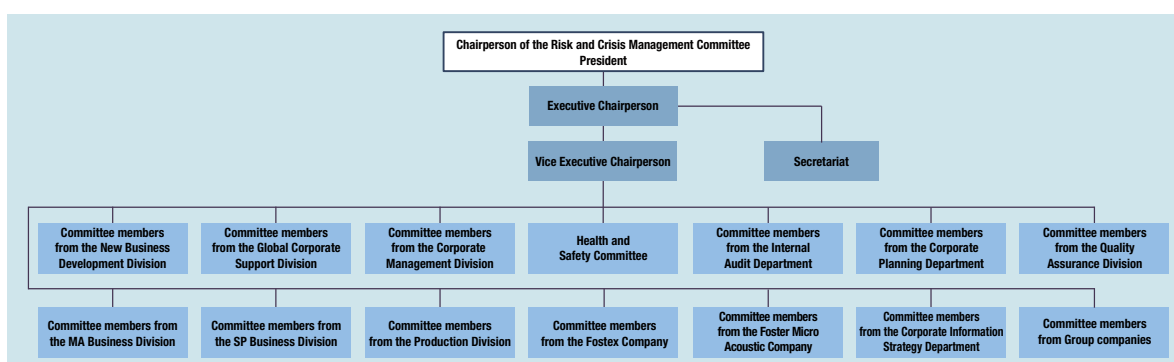 Chairperson of the Risk and Crisis Management Committee
President
Executive Chairperson
Vice Executive Chairperson
Secretariat
Committee members
from the New Business
Development Division
Committee members
from the Global Corporate
Support Division
Committee members
from the Corporate
Management Division
Health and
Safety Committee
Committee members
from the Internal
Audit Department
Committee members
from the Corporate
Planning Department
Committee members
from the Quality
Assurance Division
Committee members from
the MA Business Division
Committee members from
the SP Business Division
Committee members
from the Production Division
Committee members
from the Fostex Company
Committee members
from the Foster Micro
Acoustic Company
Committee members
from the Corporate Information
Strategy Department
Committee members
from Group companies